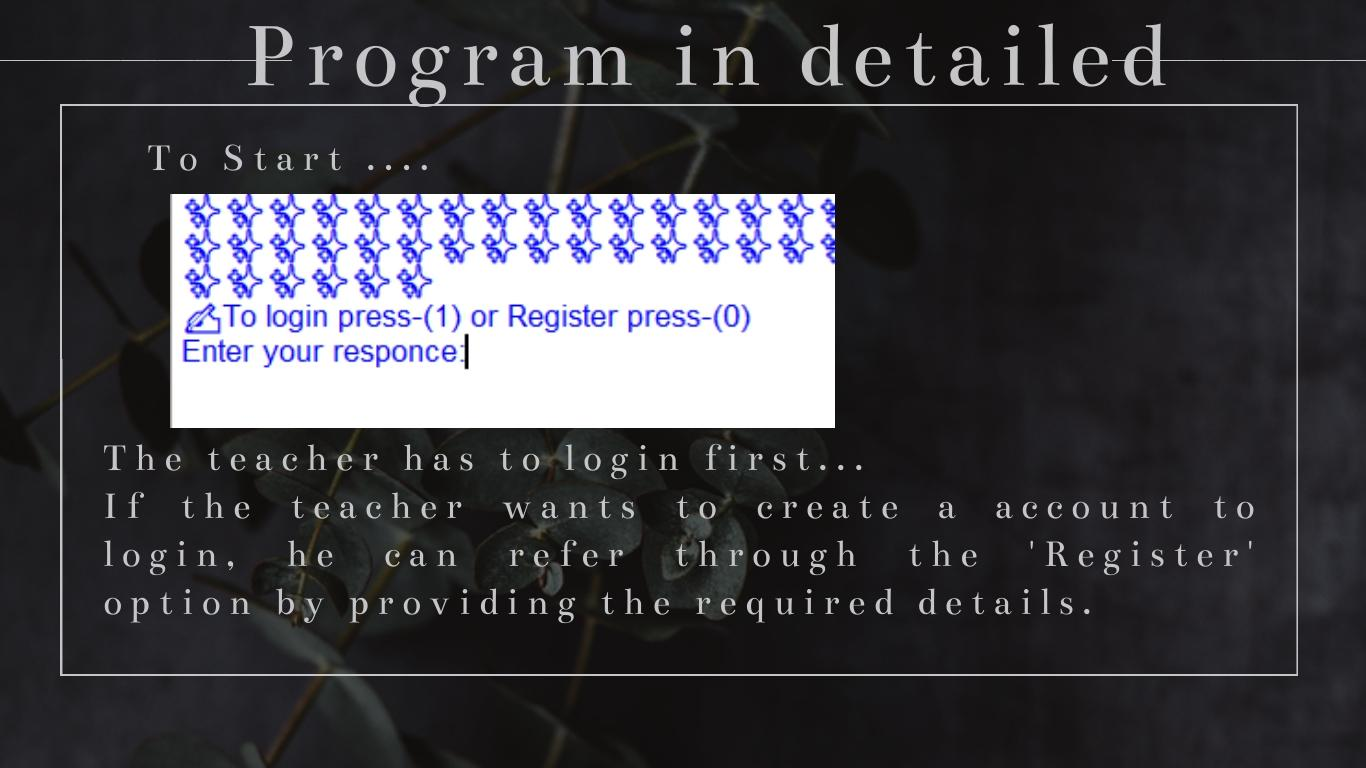 Program in detailed
To Start ....
✨✨✨✨✨✨✨✨✨✨✨✨✨✨✨✨
✨✨✨✨✨✨✨✨✨✨✨✨✨✨✨✨
✨✨✨✨✨✨
✍To login press-(1) or Register press-(0)
Enter your responce:
The teacher has to login first...
If the teacher wants to create a account to
login, he can refer through the 'Register'
option by providing the required details.